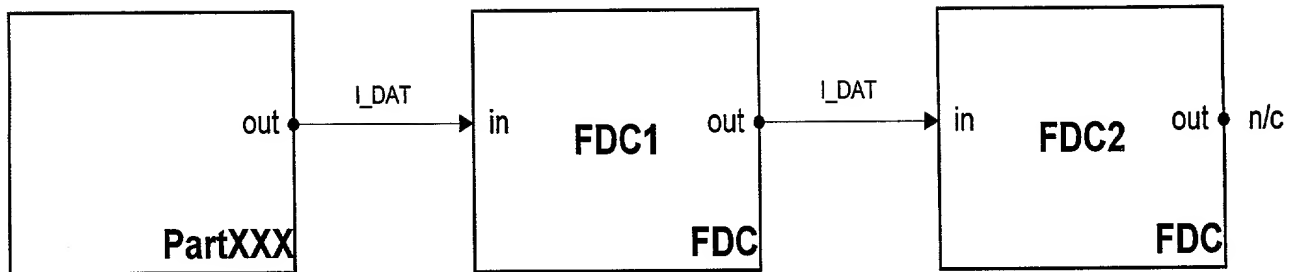 I_DAT
I_DAT
out in FDC1 out in FDC2 out n/c
PartXXX FDC FDC